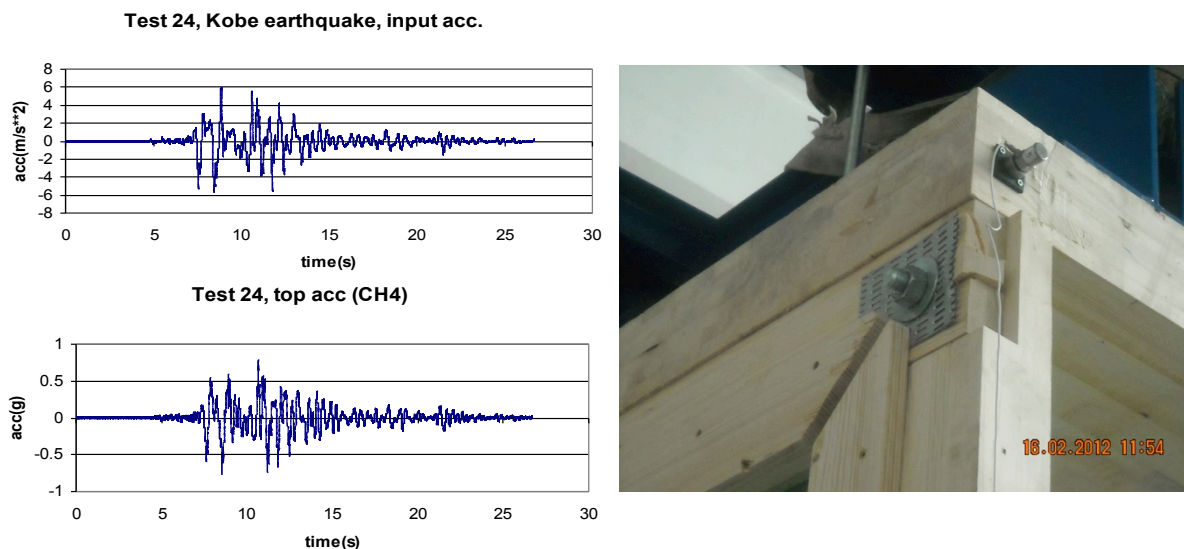 Test 24, Kobe earthquake, input acc.
8
6
4
2
0
-2
-4
-6
-8
acc(m/s**2)
0 5 10 15 20 25 30
time(s)
Test 24, top acc (CH4)
1
0.5
0
-0.5
-1
acc(g)
0 5 10 15 20 25 30
time(s)
16.02.2012 11:54